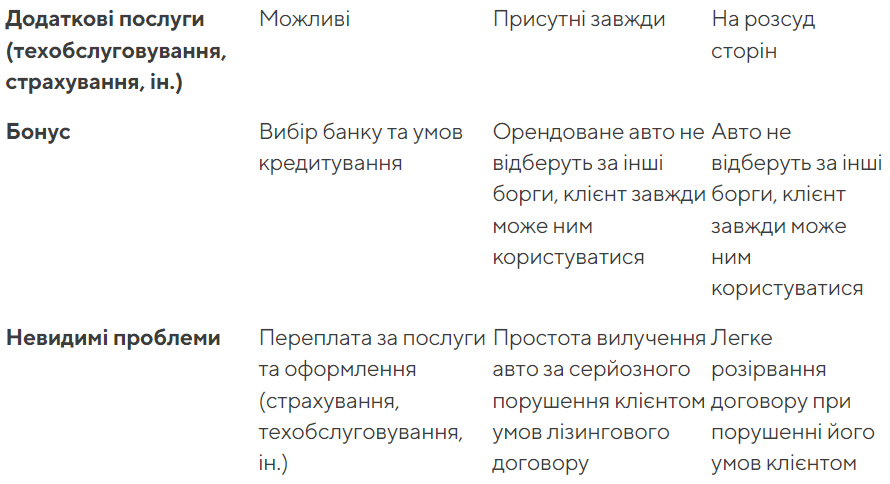 Додаткові послуги
(техобслуговування,
страхування, ін.)
Можливі
Присутні завжди
На розсуд
сторін
Бонус
Вибір банку та умов
кредитування
Орендоване авто не
відберуть за інші
борги, клієнт завжди
може ним
користуватися
Авто не
відберуть за інші
борги, клієнт
завжди може
ним
користуватися
Невидимі проблеми
Переплата за послуги
та оформлення
(страхування,
техобслуговування,
ін.)
Простота вилучення
авто за серйозного
порушення клієнтом
умов лізингового
договору
Легке
розірвання
договору при
порушенні його
умов клієнтом